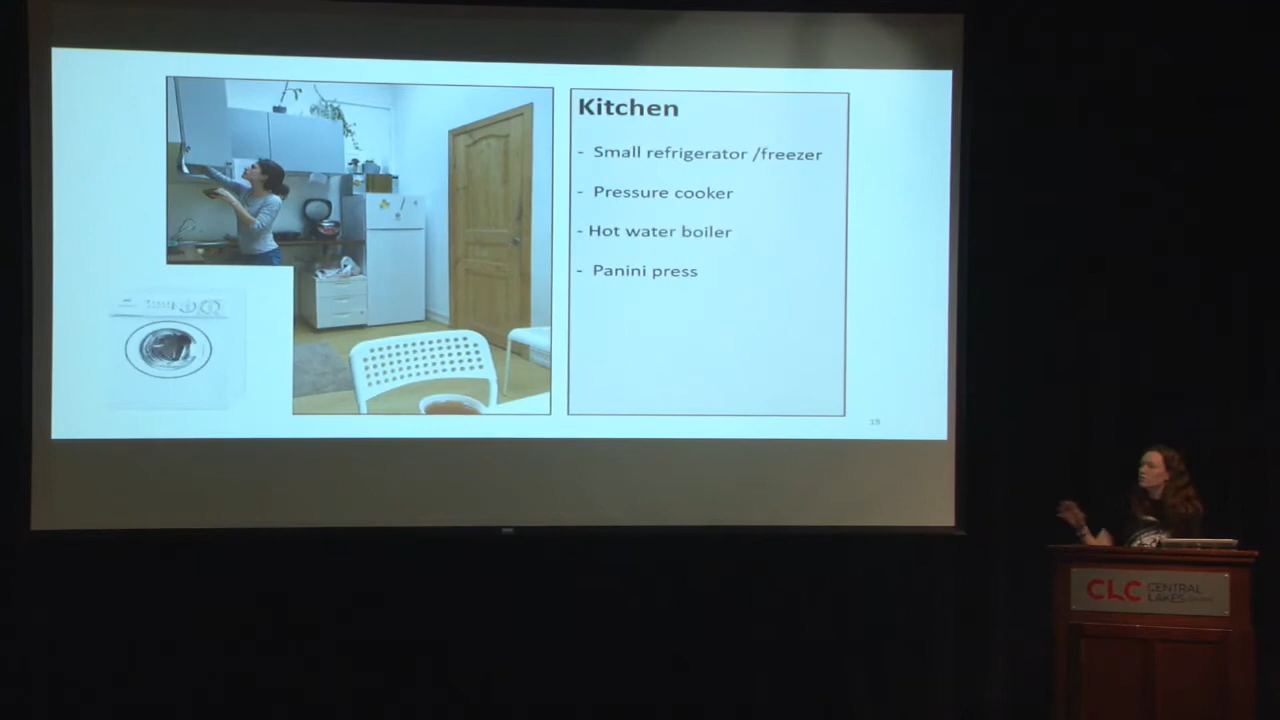 Kitchen
- Small refrigerator /freezer
- Pressure cooker
- Hot water boiler
- Panini press
CLC CENTRAL
LAKES